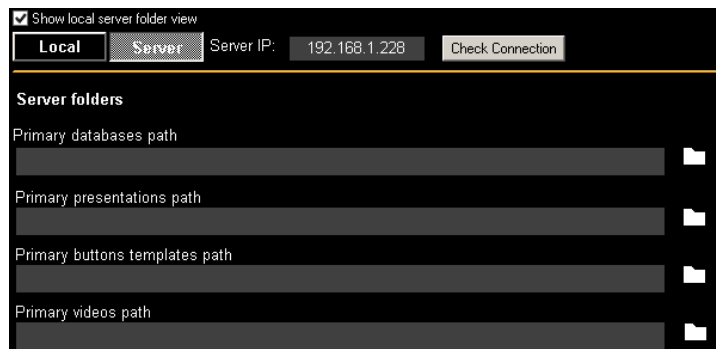 Show local server folder view
Local Server Server IP: 192.168.1.228 Check Connection
Server folders
Primary databases path
Primary presentations path
Primary buttons templates path
Primary videos path